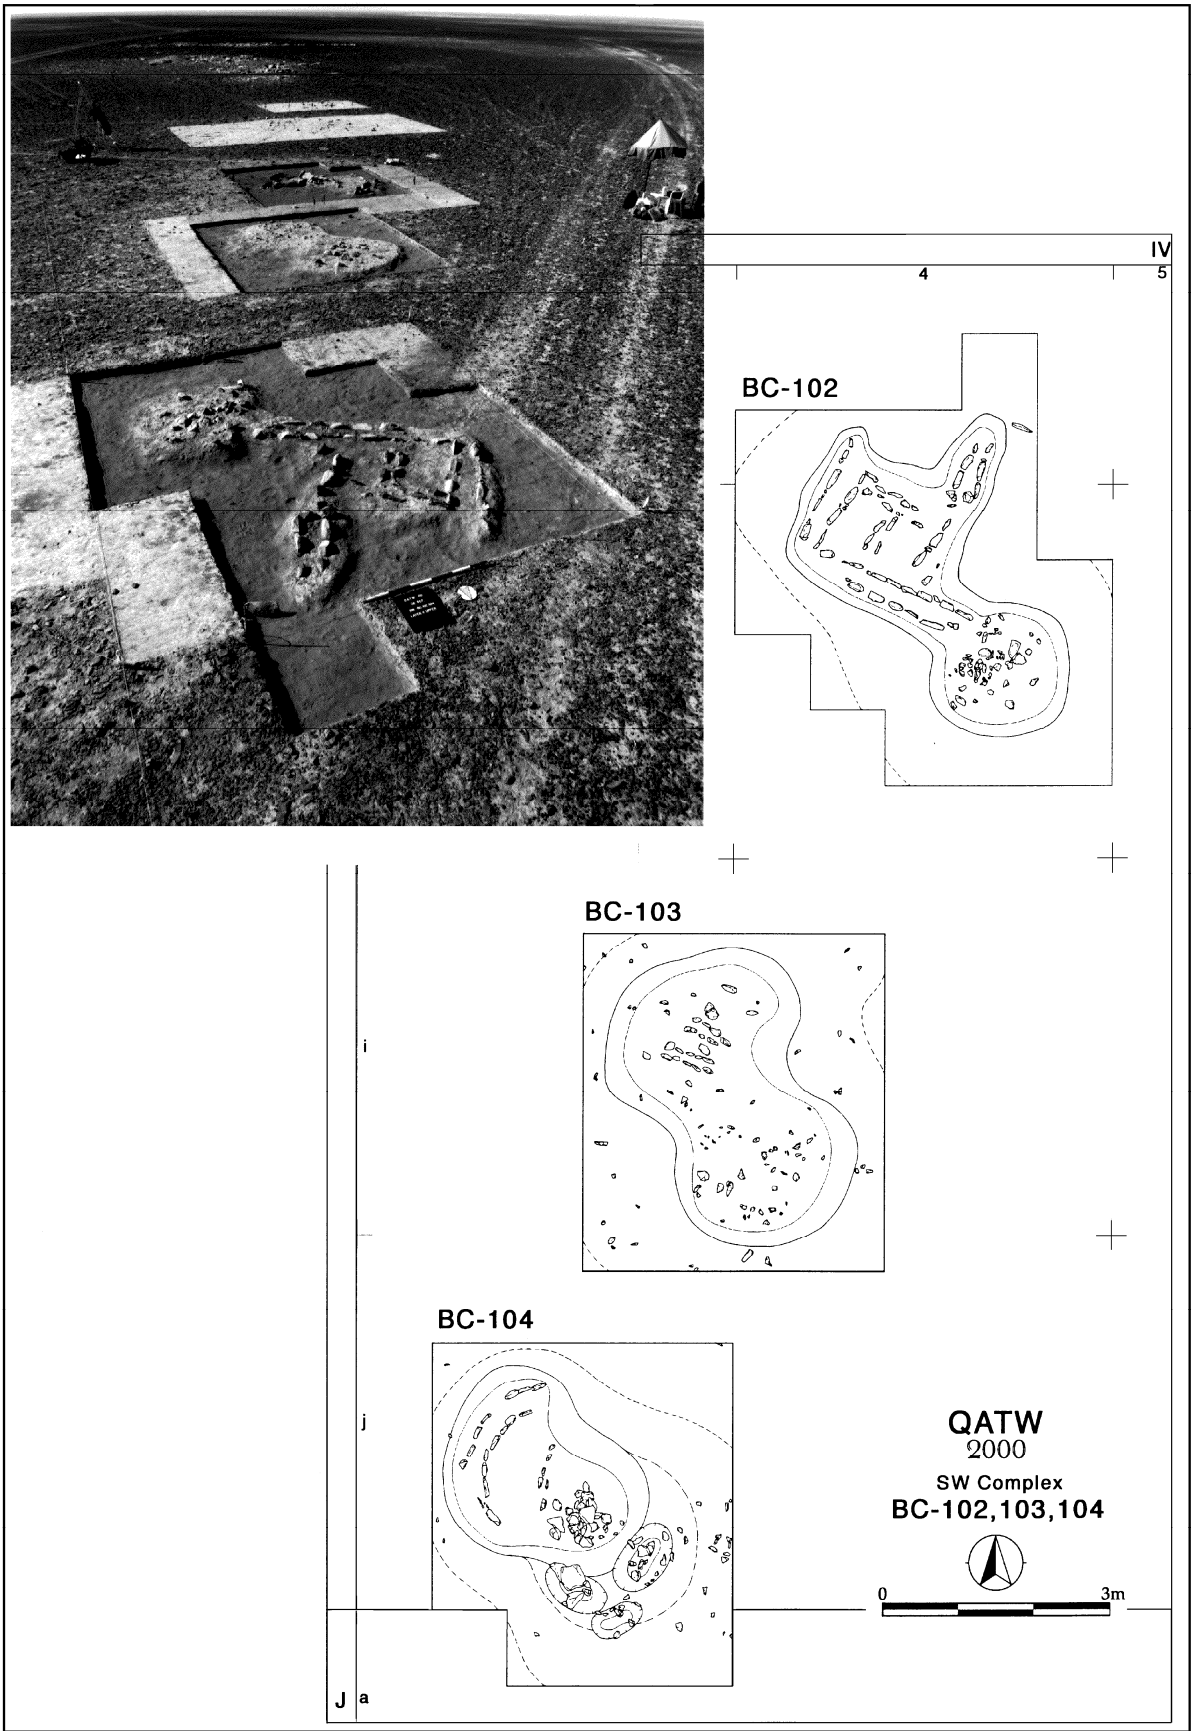 IV
4
5
BC-102
BC-103
i
BC-104
j
QATW
2000
SW Complex
BC-102,103,104
0
3m
J
a